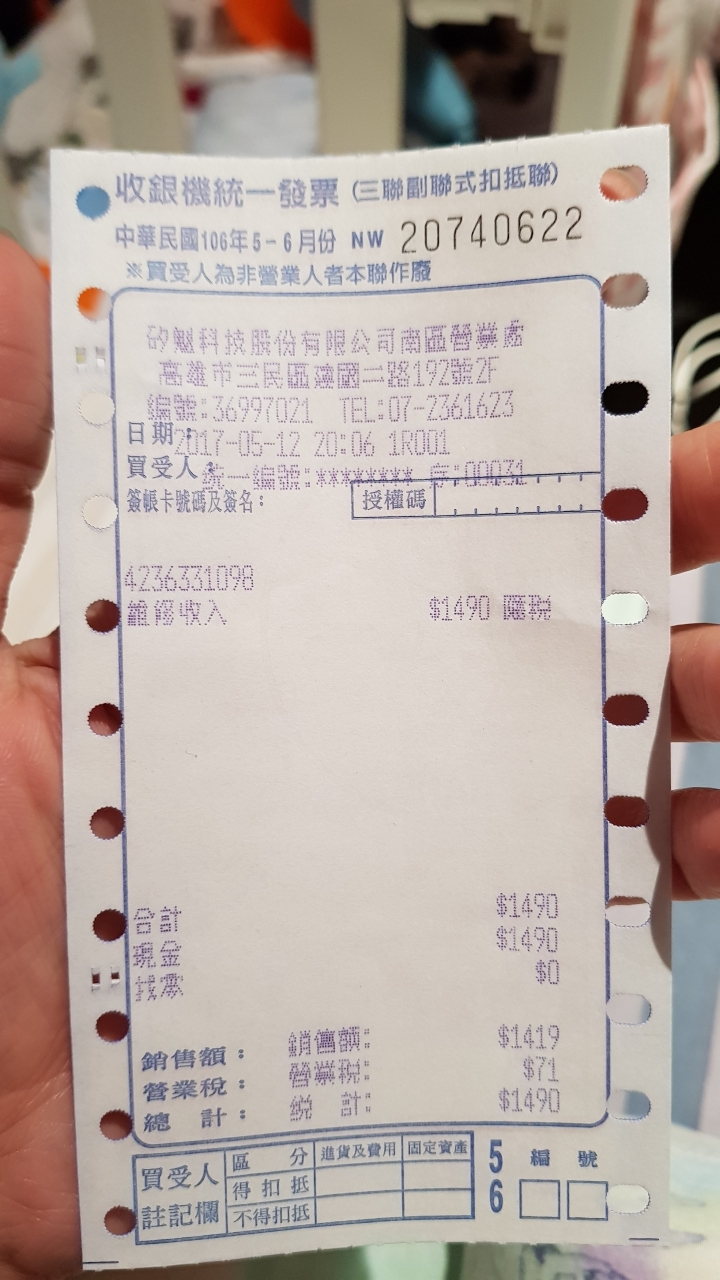 收銀機統一發票(三聯副聯式扣抵聯)
中華民國106年5-6月份 NW 20740622
※買受人為非營業人者本聯作廢
矽魁科技股份有限公司南區營業處
高雄市三民區建國二路192號2F
編號:36997021 TEL:07-2361623
日期:2017-05-12 20:06 1R001
買受人:統一編號:******** 序:00031
簽帳卡號碼及簽名: 授權碼
4236331098
維修收入 $1490 應稅
合計 $1490
現金 $1490
找零 $0
銷售額: 銷售額: $1419
營業稅: 營業稅: $71
總 計: 總 計: $1490
買受人註記欄 區分 進貨及費用 固定資產
得扣抵
不得扣抵
5 6 編號